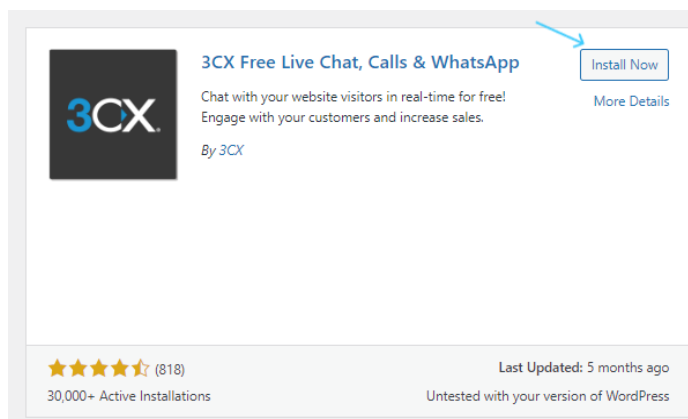 3CX Free Live Chat, Calls & WhatsApp
Install Now
Chat with your website visitors in real-time for free!
More Details
Engage with your customers and increase sales.
By 3CX
3CX.
(818)
Last Updated: 5 months ago
30,000+ Active Installations
Untested with your version of WordPress